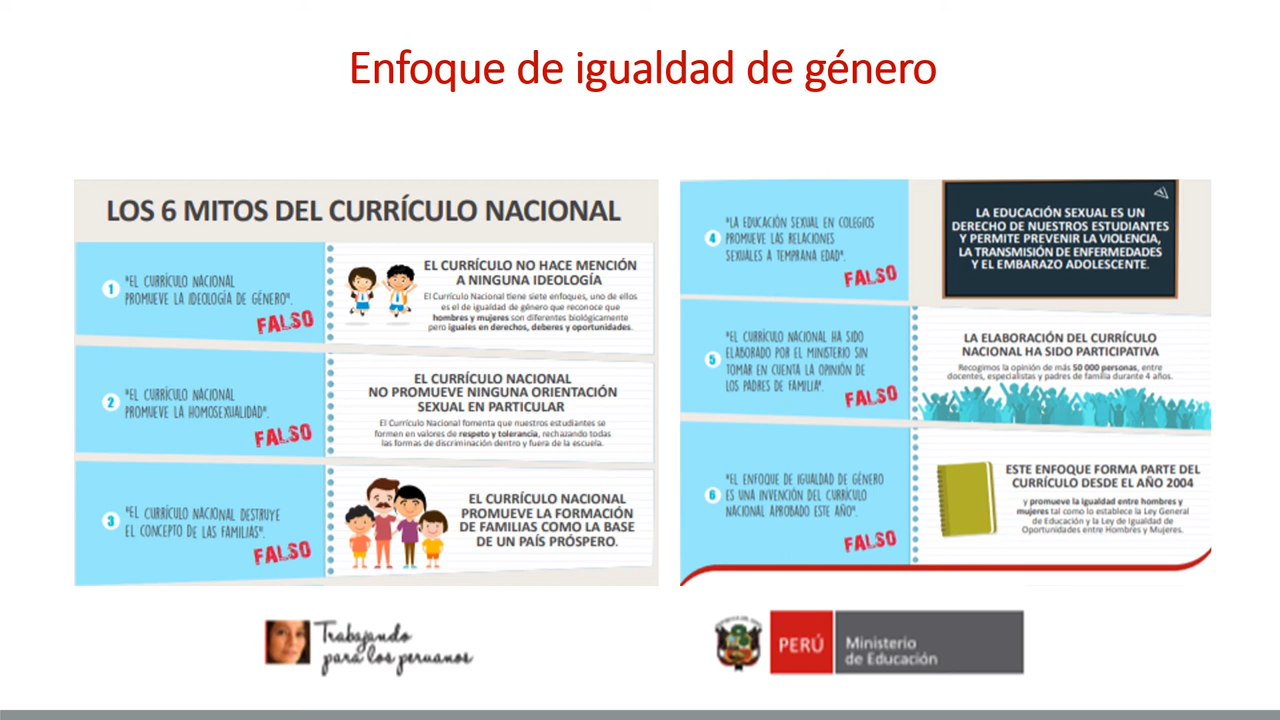 Enfoque de igualdad de género
LOS 6 MITOS DEL CURRÍCULO NACIONAL
1
"EL CURRÍCULO NACIONAL
PROMUEVE LA IDEOLOGÍA DE GÉNERO".
FALSO
EL CURRÍCULO NO HACE MENCIÓN
A NINGUNA IDEOLOGÍA
El Currículo Nacional tiene siete enfoques, uno de ellos
es el de igualdad de género que reconoce que
hombres y mujeres son diferentes biológicamente
pero iguales en derechos, deberes y oportunidades.
2
"EL CURRÍCULO NACIONAL
PROMUEVE LA HOMOSEXUALIDAD".
FALSO
EL CURRÍCULO NACIONAL
NO PROMUEVE NINGUNA ORIENTACIÓN
SEXUAL EN PARTICULAR
El Currículo Nacional fomenta que nuestros estudiantes se
formen en valores de respeto y tolerancia, rechazando todas
las formas de discriminación dentro y fuera de la escuela.
3
"EL CURRÍCULO NACIONAL DESTRUYE
EL CONCEPTO DE LAS FAMILIAS".
FALSO
EL CURRÍCULO NACIONAL
PROMUEVE LA FORMACIÓN
DE FAMILIAS COMO LA BASE
DE UN PAÍS PRÓSPERO.
4
"LA EDUCACIÓN SEXUAL EN COLEGIOS
PROMUEVE LAS RELACIONES
SEXUALES A TEMPRANA EDAD".
FALSO
LA EDUCACIÓN SEXUAL ES UN
DERECHO DE NUESTROS ESTUDIANTES
Y PERMITE PREVENIR LA VIOLENCIA,
LA TRANSMISIÓN DE ENFERMEDADES
Y EL EMBARAZO ADOLESCENTE.
5
"EL CURRÍCULO NACIONAL HA SIDO
ELABORADO POR EL MINISTERIO SIN
TOMAR EN CUENTA LA OPINIÓN DE
LOS PADRES DE FAMILIA".
FALSO
LA ELABORACIÓN DEL CURRÍCULO
NACIONAL HA SIDO PARTICIPATIVA
Recogimos la opinión de más 50 000 personas, entre
docentes, especialistas y padres de familia durante 4 años.
6
"EL ENFOQUE DE IGUALDAD DE GÉNERO
ES UNA INVENCIÓN DEL CURRÍCULO
NACIONAL APROBADO ESTE AÑO".
FALSO
ESTE ENFOQUE FORMA PARTE DEL
CURRÍCULO DESDE EL AÑO 2004
y promueve la igualdad entre hombres y
mujeres tal como lo establece la Ley General
de Educación y la Ley de Igualdad de
Oportunidades entre Hombres y Mujeres.
Trabajando
para los peruanos
PERÚ
Ministerio
de Educación